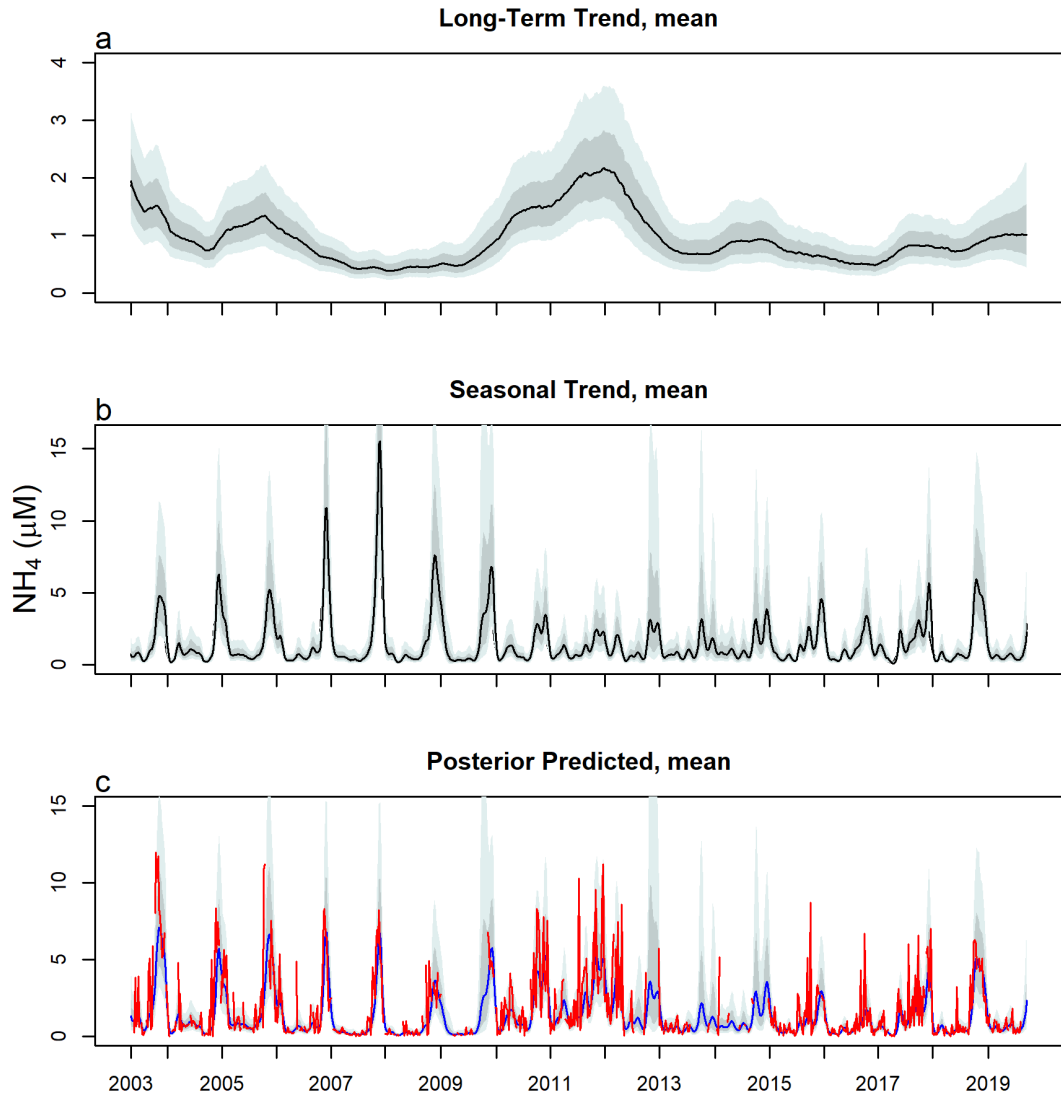 Long-Term Trend, mean
a
4
3
2
1
0
Seasonal Trend, mean
b
15
10
5
0
NH₄ (μM)
Posterior Predicted, mean
c
15
10
5
0
2003 2005 2007 2009 2011 2013 2015 2017 2019